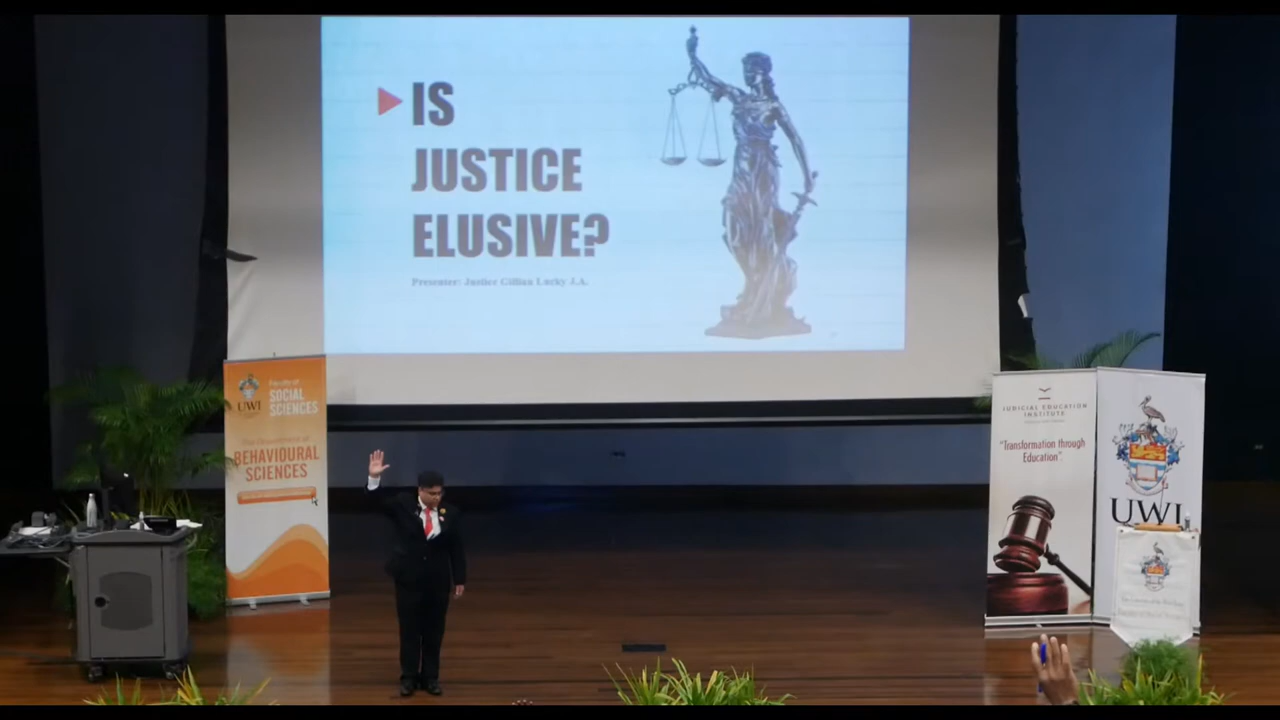 IS
JUSTICE
ELUSIVE?
Presenter: Justice Gillian Lucky J.A.
UWI
Faculty of
SOCIAL
SCIENCES
The Department of
BEHAVIOURAL
SCIENCES
JUDICIAL EDUCATION
INSTITUTE
"Transformation through
Education".
UWI